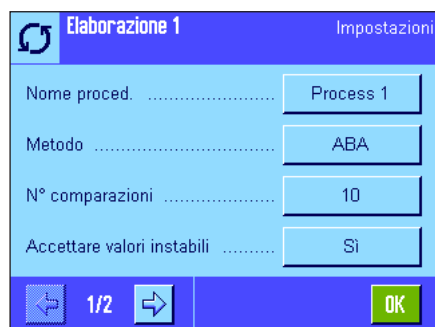 Elaborazione 1 Impostazioni
Nome proced. ........................ Process 1
Metodo .................................. ABA
N° comparazioni ..................... 10
Accettare valori instabili .......... Sì
1/2 OK